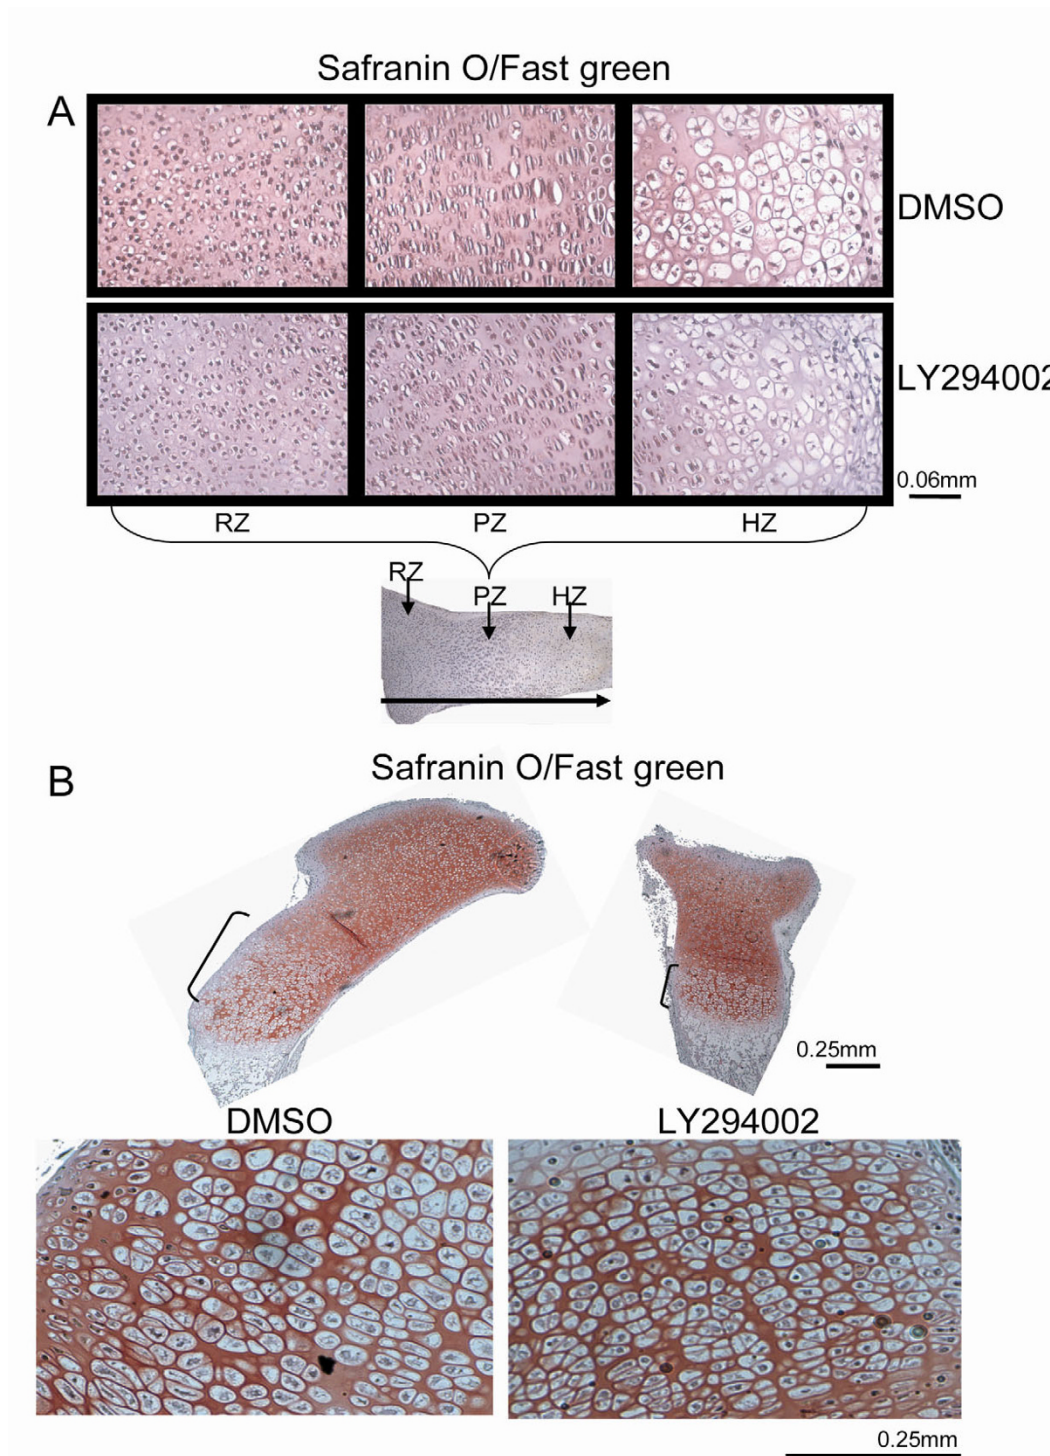 Safranin O/Fast green
A
DMSO
LY294002
0.06mm
RZ PZ HZ
RZ
PZ HZ
B
Safranin O/Fast green
0.25mm
DMSO LY294002
0.25mm